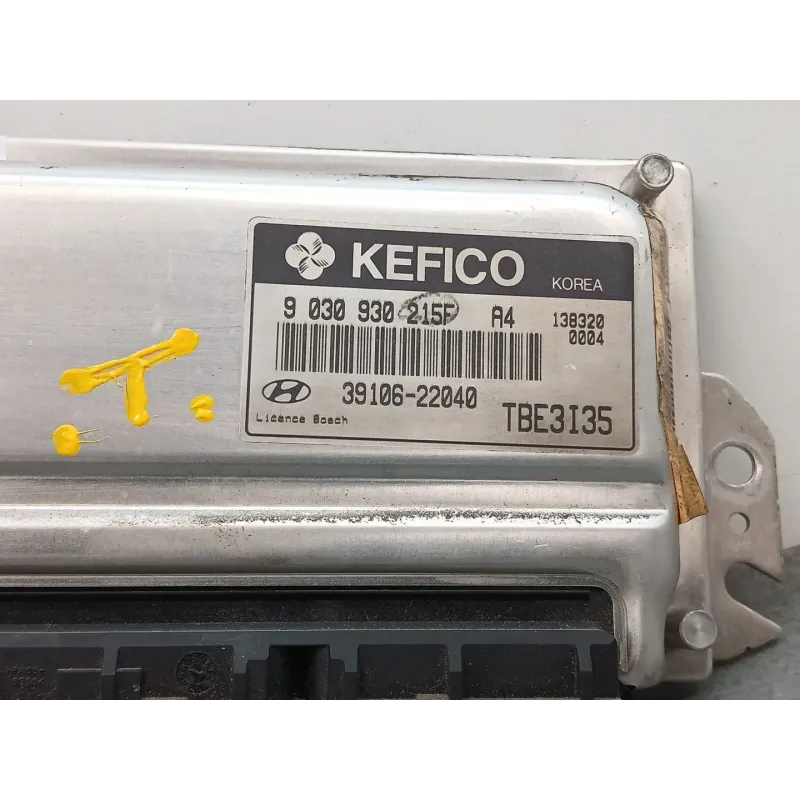 KEFICO KOREA
9 030 930 215F A4 138320
0004
39106-22040
Licence Bosch TBE3I35
T.